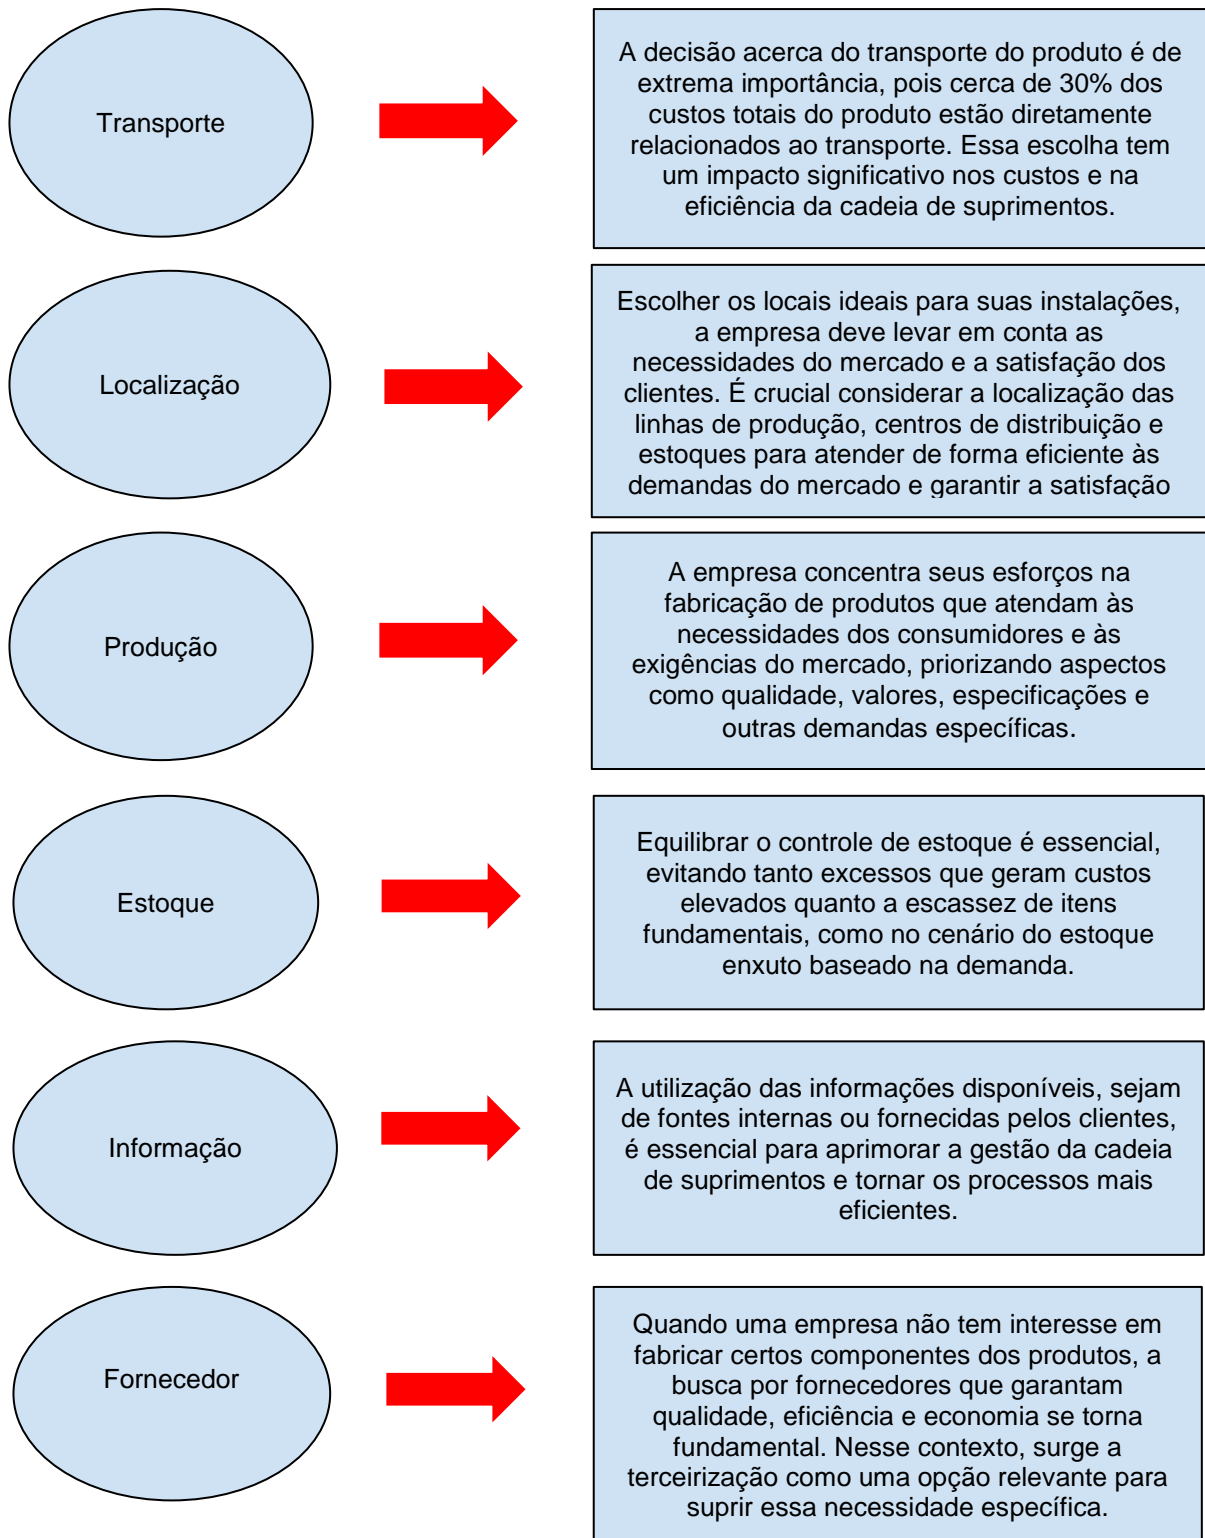 Transporte
A decisão acerca do transporte do produto é de
extrema importância, pois cerca de 30% dos
custos totais do produto estão diretamente
relacionados ao transporte. Essa escolha tem
um impacto significativo nos custos e na
eficiência da cadeia de suprimentos.
Localização
Escolher os locais ideais para suas instalações,
a empresa deve levar em conta as
necessidades do mercado e a satisfação dos
clientes. É crucial considerar a localização das
linhas de produção, centros de distribuição e
estoques para atender de forma eficiente às
demandas do mercado e garantir a satisfação
Produção
A empresa concentra seus esforços na
fabricação de produtos que atendam às
necessidades dos consumidores e às
exigências do mercado, priorizando aspectos
como qualidade, valores, especificações e
outras demandas específicas.
Estoque
Equilibrar o controle de estoque é essencial,
evitando tanto excessos que geram custos
elevados quanto a escassez de itens
fundamentais, como no cenário do estoque
enxuto baseado na demanda.
Informação
A utilização das informações disponíveis, sejam
de fontes internas ou fornecidas pelos clientes,
é essencial para aprimorar a gestão da cadeia
de suprimentos e tornar os processos mais
eficientes.
Fornecedor
Quando uma empresa não tem interesse em
fabricar certos componentes dos produtos, a
busca por fornecedores que garantam
qualidade, eficiência e economia se torna
fundamental. Nesse contexto, surge a
terceirização como uma opção relevante para
suprir essa necessidade específica.